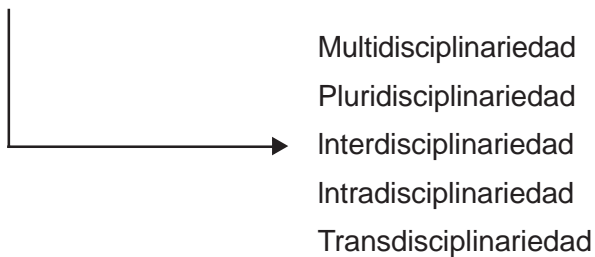 Multidisciplinariedad
Pluridisciplinariedad
Interdisciplinariedad
Intradisciplinariedad
Transdisciplinariedad